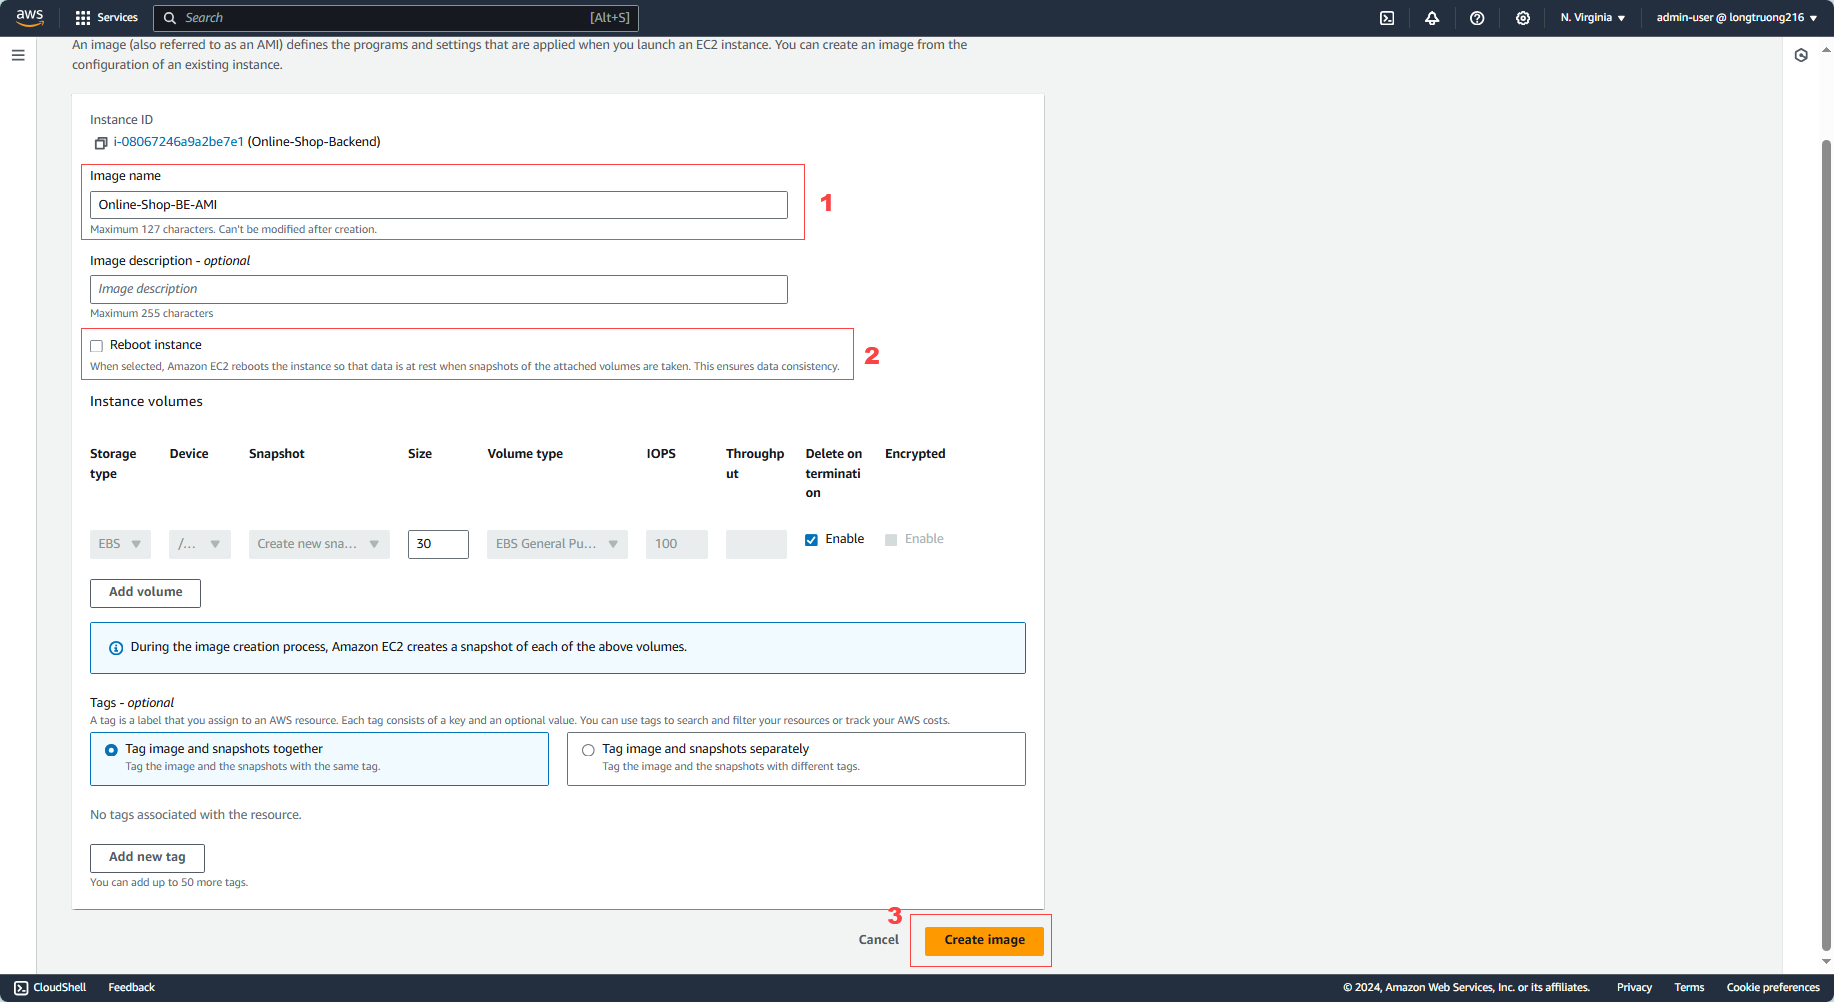 aws
Services
Search [Alt+S]
N. Virginia
admin-user @ longtruong216
An image (also referred to as an AMI) defines the programs and settings that are applied when you launch an EC2 instance. You can create an image from the
configuration of an existing instance.
Instance ID
i-08067246a9a2be7e1 (Online-Shop-Backend)
Image name
Online-Shop-BE-AMI
1
Maximum 127 characters. Can't be modified after creation.
Image description - optional
Image description
Maximum 255 characters
Reboot instance
2
When selected, Amazon EC2 reboots the instance so that data is at rest when snapshots of the attached volumes are taken. This ensures data consistency.
Instance volumes
Storage type
Device
Snapshot
Size
Volume type
IOPS
Throughp
ut
Delete on
terminati
on
Encrypted
EBS
/...
Create new sna...
30
EBS General Pu...
100
Enable
Enable
Add volume
During the image creation process, Amazon EC2 creates a snapshot of each of the above volumes.
Tags - optional
A tag is a label that you assign to an AWS resource. Each tag consists of a key and an optional value. You can use tags to search and filter your resources or track your AWS costs.
Tag image and snapshots together
Tag the image and the snapshots with the same tag.
Tag image and snapshots separately
Tag the image and the snapshots with different tags.
No tags associated with the resource.
Add new tag
You can add up to 50 more tags.
3
Cancel
Create image
CloudShell
Feedback
© 2024, Amazon Web Services, Inc. or its affiliates.
Privacy
Terms
Cookie preferences